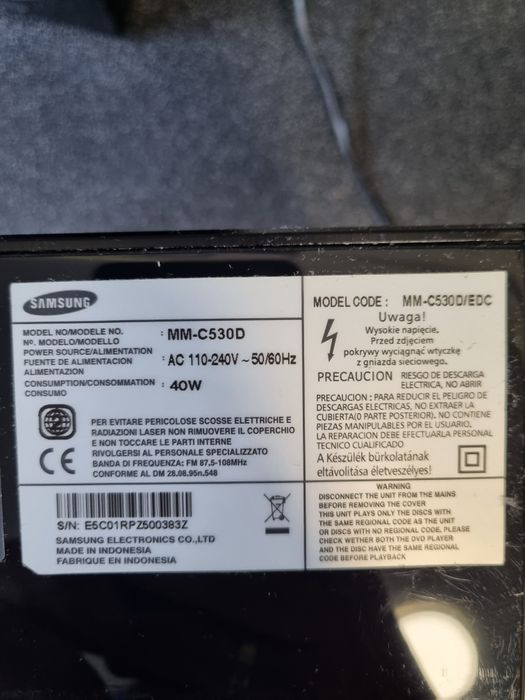 SAMSUNG
MODEL NO/MODELE NO.
Nº. MODELO/MODELLO
: MM-C530D
POWER SOURCE/ALIMENTATION
FUENTE DE ALIMENTACION
ALIMENTAZION
: AC 110-240V ~ 50/60Hz
CONSUMPTION/CONSOMMATION
CONSUMO
: 40W
PER EVITARE PERICOLOSE SCOSSE ELETTRICHE E
RADIAZIONI LASER NON RIMUOVERE IL COPERCHIO
E NON TOCCARE LE PARTI INTERNE
RIVOLGERSI AL PERSONALE SPECIALIZZATO
BANDA DI FREQUENZA: FM 87.5-108MHz
CONFORME AL DM 28.08.95n.548
CE
S/N: E5C01RPZ500383Z
SAMSUNG ELECTRONICS CO.,LTD
MADE IN INDONESIA
FABRIQUE EN INDONESIA
MODEL CODE : MM-C530D/EDC
Uwaga!
Wysokie napięcie.
Przed zdjęciem
pokrywy wyciągnąć wtyczkę
z gniazda sieciowego.
PRECAUCION RIESGO DE DESCARGA
ELECTRICA, NO ABRIR
PRECAUCION : PARA REDUCIR EL PELIGRO DE
DESCARGAS ELECTRICAS, NO EXTRAER LA
CUBIERTA(O PARTE POSTERIOR). NO CONTIENE
PIEZAS MANIPULABLES POR EL USUARIO.
LA REPARACION DEBE EFECTUARLA PERSONAL
TECNICO CUALIFICADO
A Készülék bürkolatának
eltávolítása életveszélyes!
WARNING
DISCONNECT THE UNIT FROM THE MAINS
BEFORE REMOVING THE COVER
THIS UNIT PLAYS ONLY THE DISCS WITH
THE SAME REGIONAL CODE AS THE UNIT
OR DISCS WITH NO REGIONAL CODE, PLEASE
CHECK WETHER BOTH THE DVD PLAYER
AND THE DISC HAVE THE SAME REGIONAL
CODE BEFORE PLAYBACK